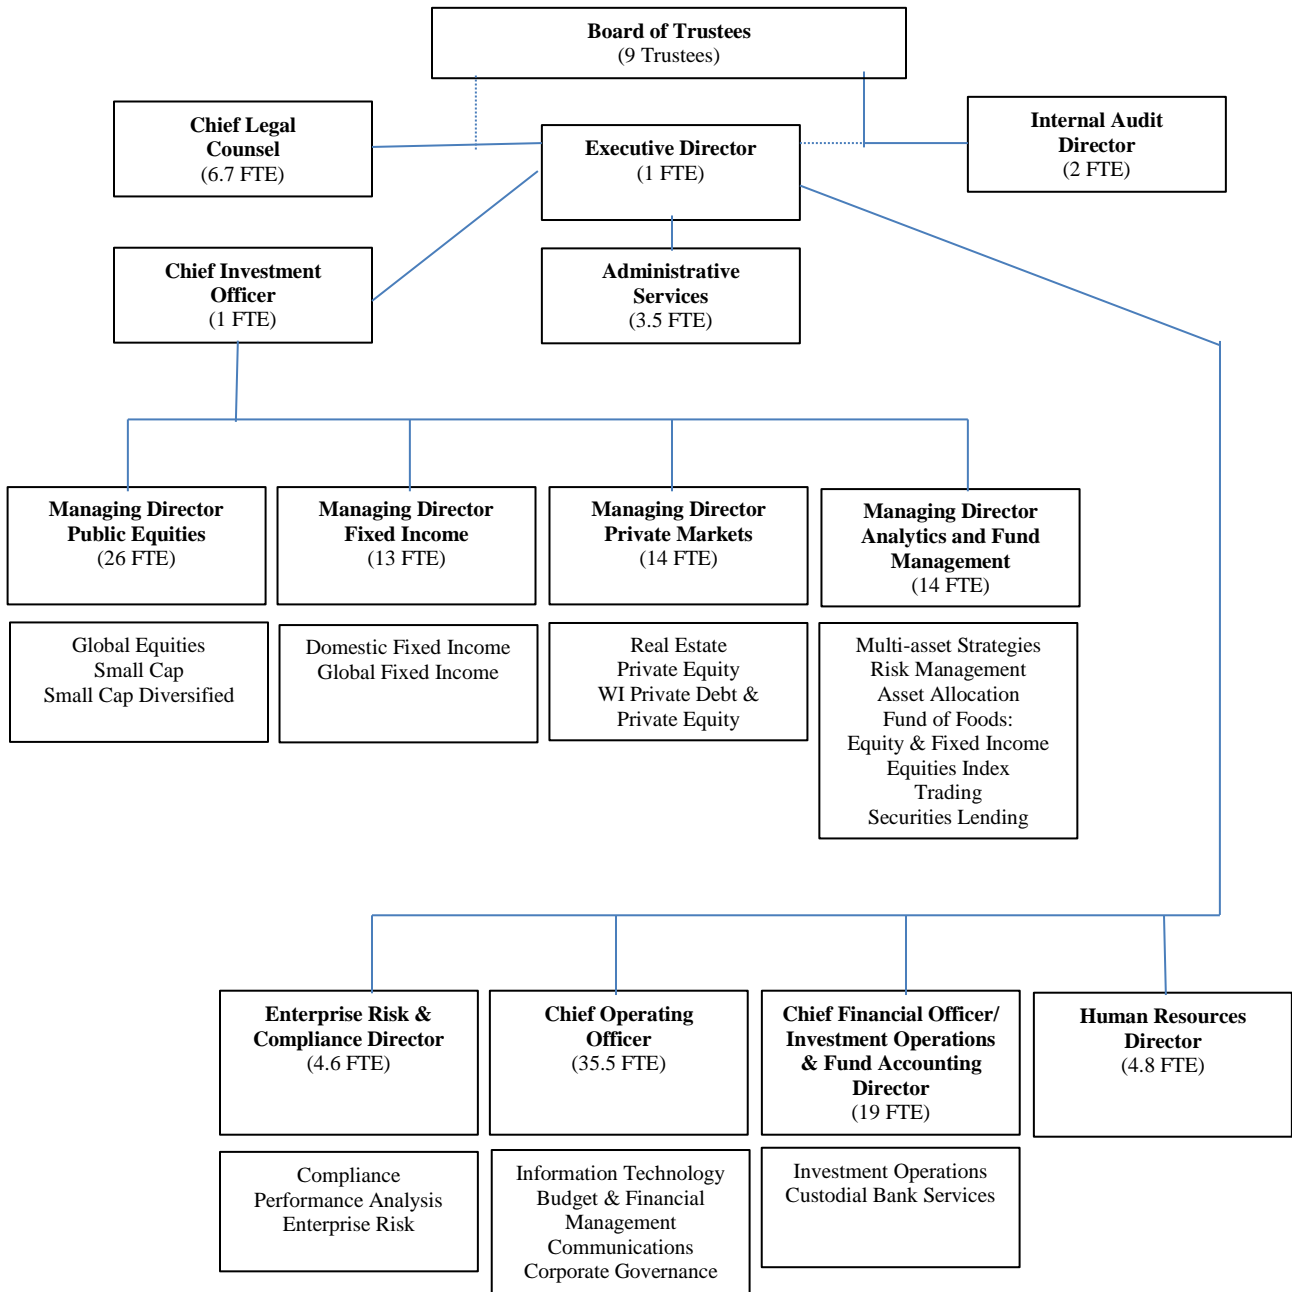 Board of Trustees
(9 Trustees)
Chief Legal
Counsel
(6.7 FTE)
Executive Director
(1 FTE)
Internal Audit
Director
(2 FTE)
Chief Investment
Officer
(1 FTE)
Administrative
Services
(3.5 FTE)
Managing Director
Public Equities
(26 FTE)
Managing Director
Fixed Income
(13 FTE)
Managing Director
Private Markets
(14 FTE)
Managing Director
Analytics and Fund
Management
(14 FTE)
Global Equities
Small Cap
Small Cap Diversified
Domestic Fixed Income
Global Fixed Income
Real Estate
Private Equity
WI Private Debt &
Private Equity
Multi-asset Strategies
Risk Management
Asset Allocation
Fund of Foods:
Equity & Fixed Income
Equities Index
Trading
Securities Lending
Enterprise Risk &
Compliance Director
(4.6 FTE)
Chief Operating
Officer
(35.5 FTE)
Chief Financial Officer/
Investment Operations
& Fund Accounting
Director
(19 FTE)
Human Resources
Director
(4.8 FTE)
Compliance
Performance Analysis
Enterprise Risk
Information Technology
Budget & Financial
Management
Communications
Corporate Governance
Investment Operations
Custodial Bank Services